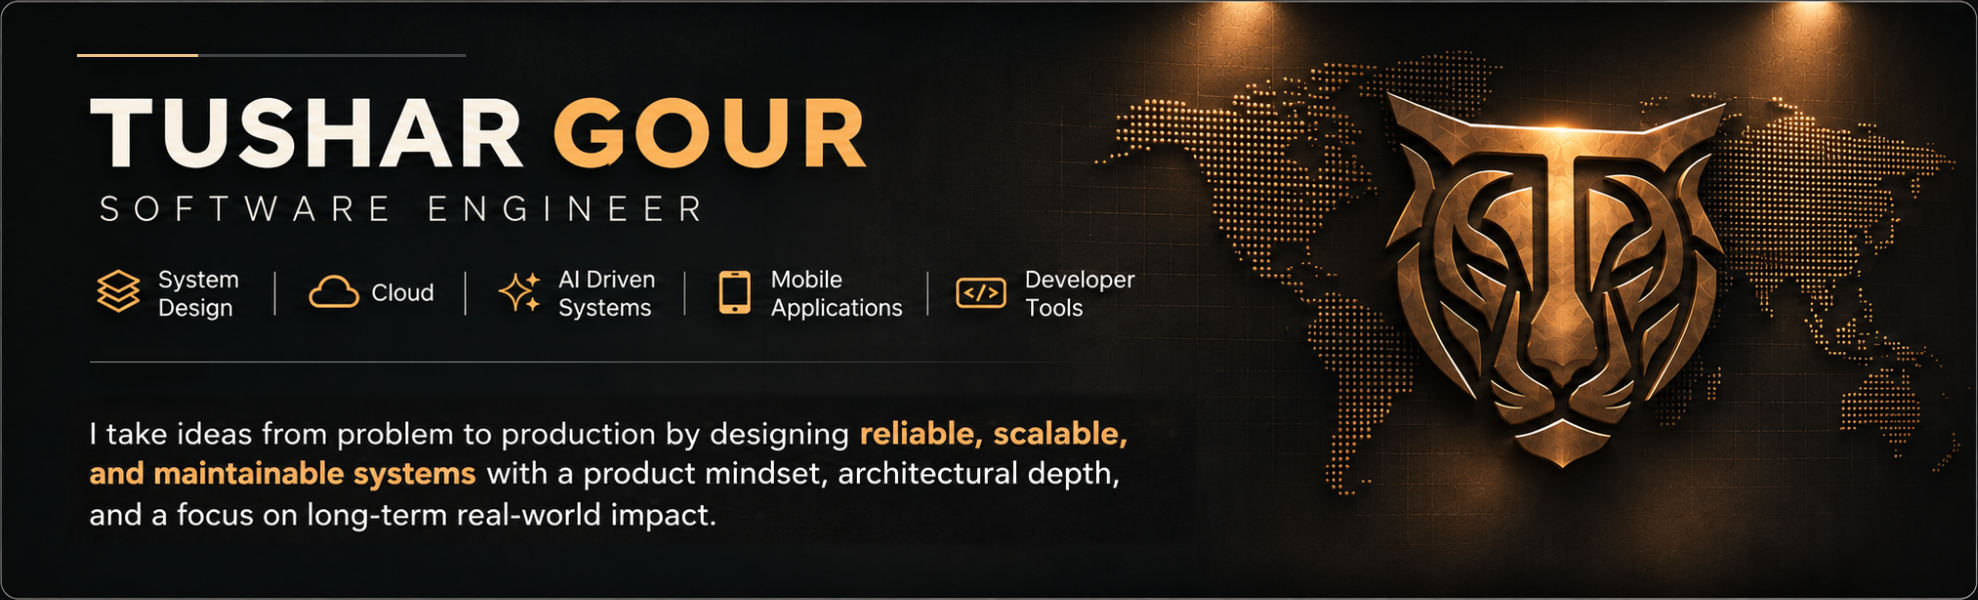 TUSHAR GOUR
SOFTWARE ENGINEER
System
Design
Cloud
AI Driven
Systems
Mobile
Applications
Developer
Tools
I take ideas from problem to production by designing reliable, scalable,
and maintainable systems with a product mindset, architectural depth,
and a focus on long-term real-world impact.